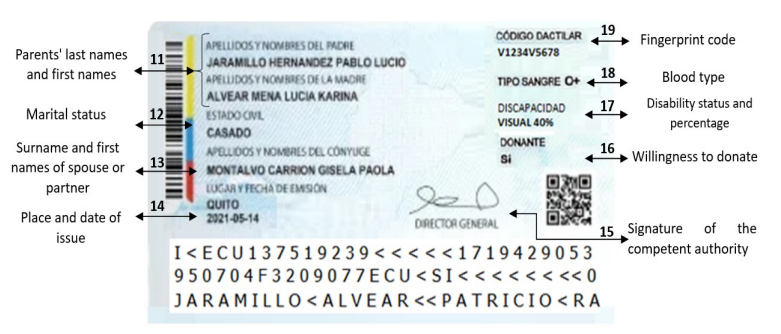 19
CÓDIGO DACTILAR
Fingerprint code
V1234V5678
APELLIDOS Y NOMBRES DEL PADRE
Parents' last names
and first names
11
JARAMILLO HERNANDEZ PABLO LUCIO
APELLIDOS Y NOMBRES DE LA MADRE
ALVEAR MENA LUCIA KARINA
TIPO SANGRE O+
18
Blood type
Marital status
12
ESTADO CIVIL
CASADO
DISCAPACIDAD
VISUAL 40%
17
Disability status and
percentage
Surname and first
names of spouse or
partner
13
APELLIDOS Y NOMBRES DEL CÓNYUGE
MONTALVO CARRION GISELA PAOLA
DONANTE
Si
16
Willingness to donate
Place and date of
issue
14
LUGAR Y FECHA DE EMISIÓN
QUITO
2021-05-14
DIRECTOR GENERAL
15
Signature of the
competent authority
I<ECU137519239<<<<<1719429053
950704F3209077ECU<SI<<<<<<<0
JARAMILLO<ALVEAR<<PATRICIO<RA